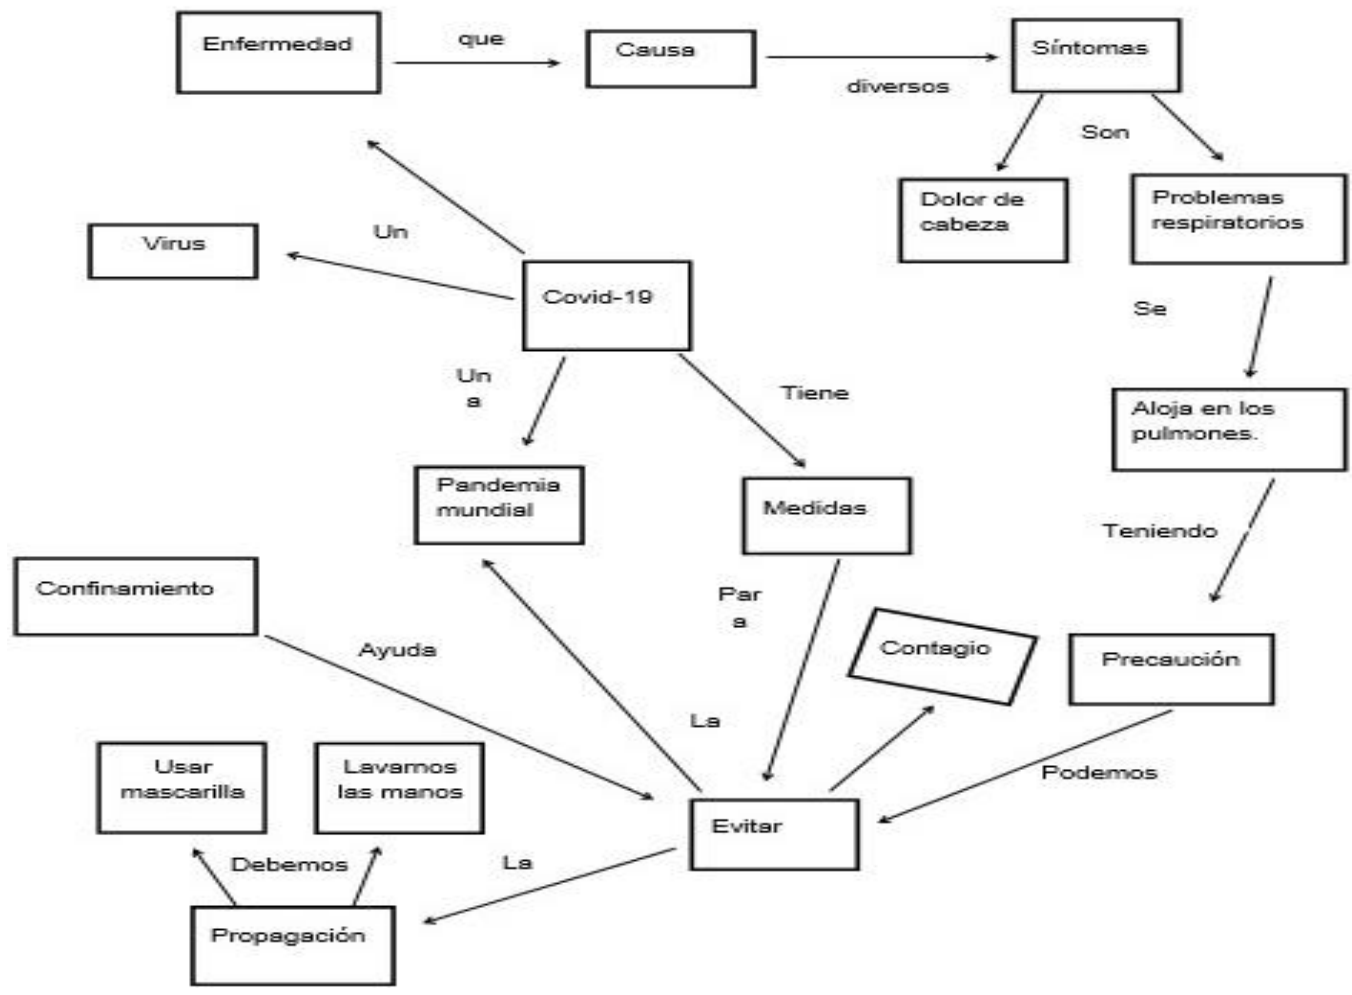 Enfermedad
que
Causa
diversos
Síntomas
Son
Dolor de
cabeza
Problemas
respiratorios
Virus
Un
Covid-19
Se
Un
a
Tiene
Aloja en los
pulmones.
Pandemia
mundial
Medidas
Teniendo
Confinamiento
Par
a
Ayuda
Contagio
Precaución
La
Usar
mascarilla
Lavarnos
las manos
Podemos
Evitar
Debemos
La
Propagación